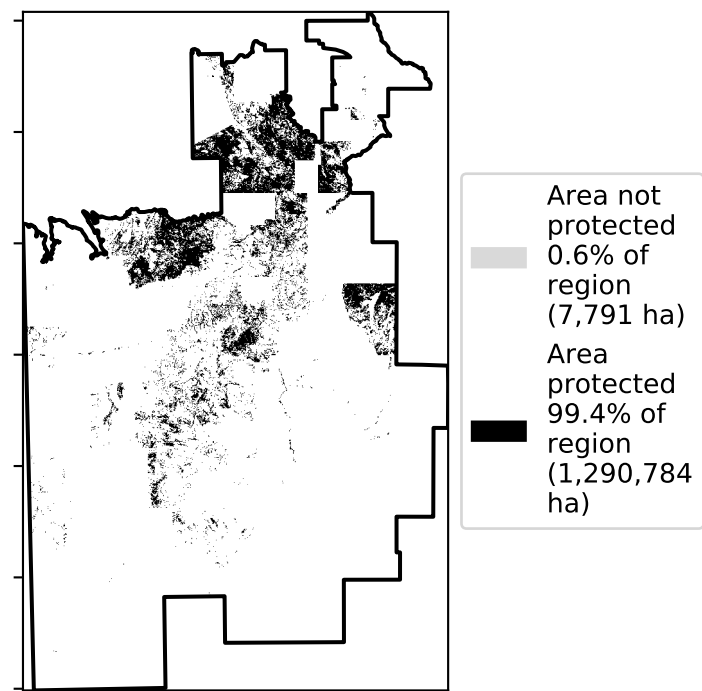 Area not
protected
0.6% of
region
(7,791 ha)
Area
protected
99.4% of
region
(1,290,784
ha)